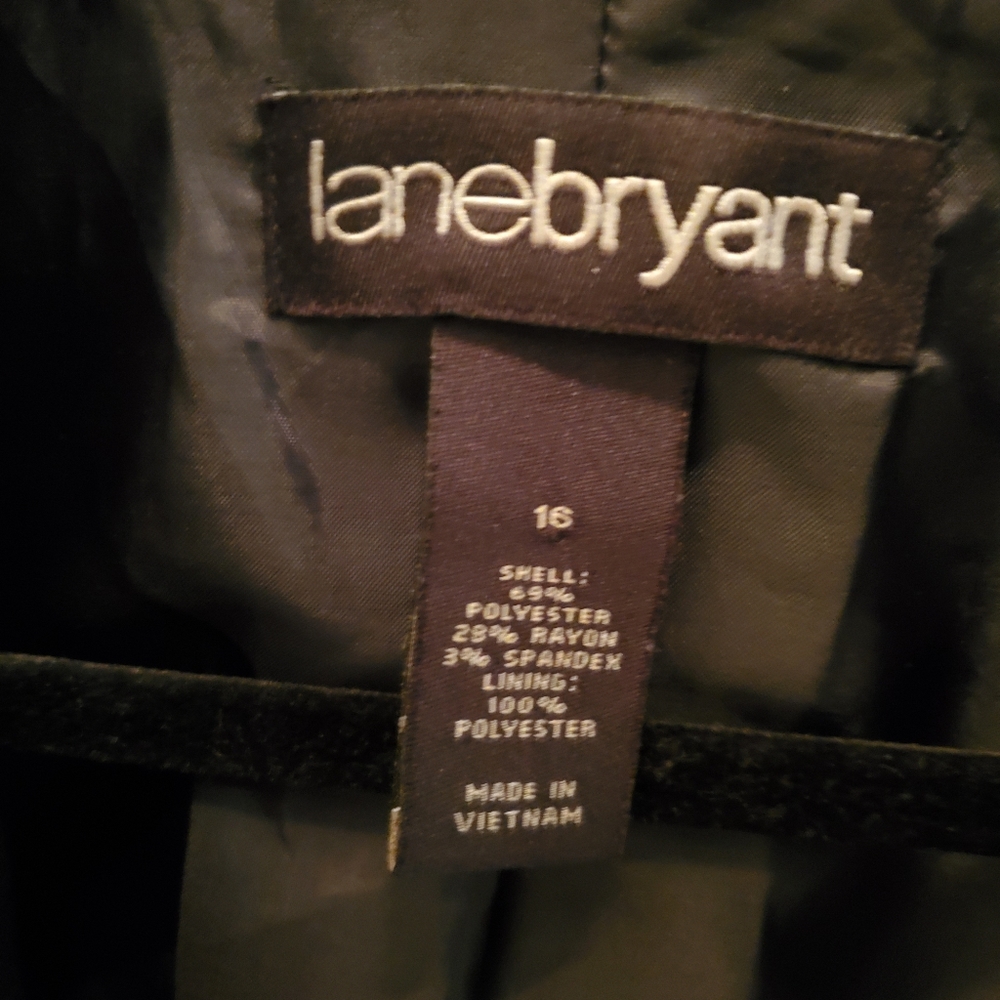 lanebryant
16
SHELL:
69%
POLYESTER
28% RAYON
3% SPANDEX
LINING:
100%
POLYESTER
MADE IN
VIETNAM